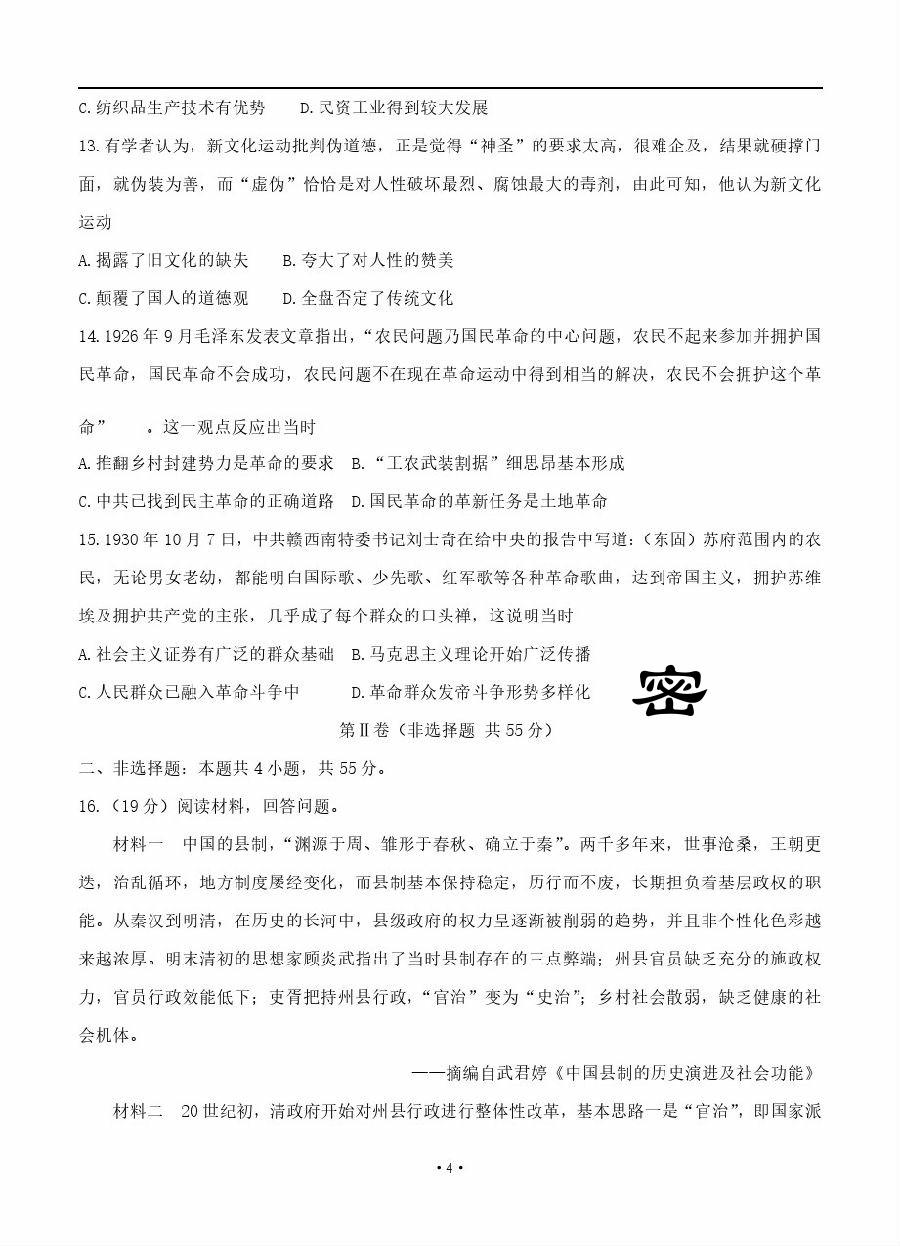 C. 纺织品生产技术有优势 D. 民资工业得到较大发展
13. 有学者认为，新文化运动批判伪道德，正是觉得“神圣”的要求太高，很难企及，结果就硬撑门
面，就伪装为善，而“虚伪”恰恰是对人性破坏最烈、腐蚀最大的毒剂，由此可知，他认为新文化
运动
A. 揭露了旧文化的缺失 B. 夸大了对人性的赞美
C. 颠覆了国人的道德观 D. 全盘否定了传统文化
14. 1926 年 9 月毛泽东发表文章指出，“农民问题乃国民革命的中心问题，农民不起来参加并拥护国
民革命，国民革命不会成功，农民问题不在现在革命运动中得到相当的解决，农民不会拥护这个革
命” 。这一观点反应出当时
A. 推翻乡村封建势力是革命的要求 B. “工农武装割据”细思昂基本形成
C. 中共已找到民主革命的正确道路 D. 国民革命的革新任务是土地革命
15. 1930 年 10 月 7 日，中共赣西南特委书记刘士奇在给中央的报告中写道：（东固）苏府范围内的农
民，无论男女老幼，都能明白国际歌、少先歌、红军歌等各种革命歌曲，达到帝国主义，拥护苏维
埃及拥护共产党的主张，几乎成了每个群众的口头禅，这说明当时
A. 社会主义证券有广泛的群众基础 B. 马克思主义理论开始广泛传播
C. 人民群众已融入革命斗争中 D. 革命群众发帝斗争形势多样化
密
第Ⅱ卷（非选择题 共 55 分）
二、非选择题：本题共 4 小题，共 55 分。
16. （19 分）阅读材料，回答问题。
材料一 中国的县制，“渊源于周、雏形于春秋、确立于秦”。两千多年来，世事沧桑，王朝更
迭，治乱循环，地方制度屡经变化，而县制基本保持稳定，历行而不废，长期担负着基层政权的职
能。从秦汉到明清，在历史的长河中，县级政府的权力呈逐渐被削弱的趋势，并且非个性化色彩越
来越浓厚、明末清初的思想家顾炎武指出了当时县制存在的三点弊端；州县官员缺乏充分的施政权
力，官员行政效能低下；吏胥把持州县行政，“官治”变为“史治”；乡村社会散弱，缺乏健康的社
会机体。
——摘编自武君婷《中国县制的历史演进及社会功能》
材料二 20 世纪初，清政府开始对州县行政进行整体性改革，基本思路一是“官治”，即国家派
• 4 •